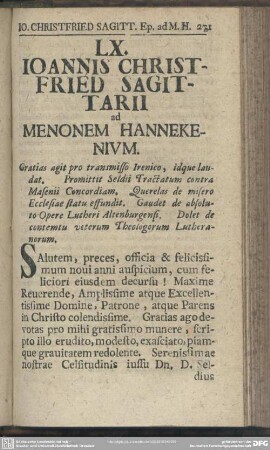 IO. CHRISTFRIED SAGITT. Ep. ad M. H. 231
LX.
IOANNIS CHRIST-
FRIED SAGIT-
TARII
ad
MENONEM HANNEKE-
NIVM.
Gratias agit pro transmisso Irenico, idque lau-
dat. Promittit Seldii Tractatum contra
Masenii Concordiam. Querelas de misero
Ecclesiae statu effundit. Gaudet de absolu-
to Opere Lutheri Altenburgensi. Dolet de
contemtu veterum Theologorum Luthera-
norum.
Salutem, preces, officia & felicissi-
mum noui anni auspicium, cum fe-
liciori eiusdem decursu! Maxime
Reuerende, Amplissime atque Excellen-
tissime Domine, Patrone, atque Parens
in Christo colendissime. Gracias ago de-
votas pro mihi gratissimo munere, scri-
pto illo erudito, modesto, exasciato, piam-
que grauitatem redolente. Serenissimae
nostrae Celsitudinis iussu Dn. D. Sel-
dius